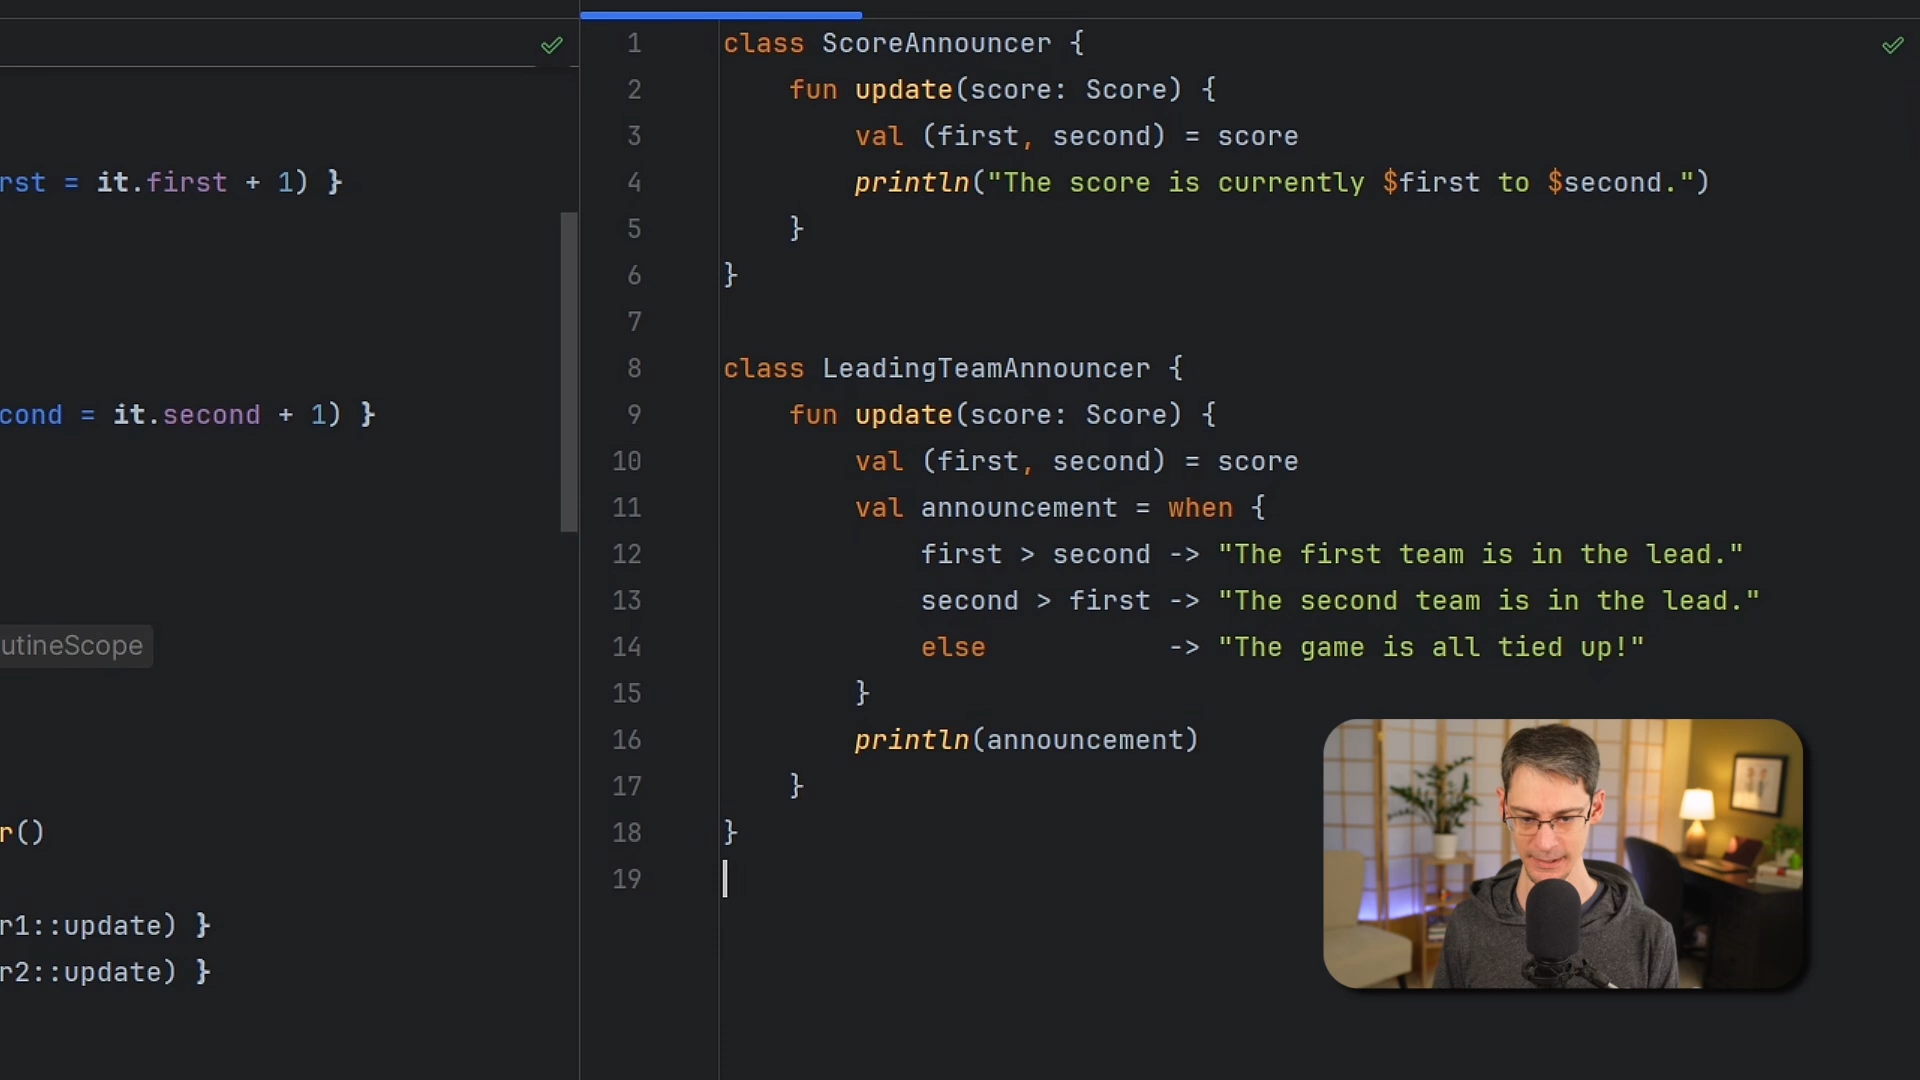 rst = it.first + 1) }
cond = it.second + 1) }
utineScope
r()
r1::update) }
r2::update) }
1 class ScoreAnnouncer {
2 fun update(score: Score) {
3 val (first, second) = score
4 println("The score is currently $first to $second.")
5 }
6 }
7
8 class LeadingTeamAnnouncer {
9 fun update(score: Score) {
10 val (first, second) = score
11 val announcement = when {
12 first > second -> "The first team is in the lead."
13 second > first -> "The second team is in the lead."
14 else -> "The game is all tied up!"
15 }
16 println(announcement)
17 }
18 }
19